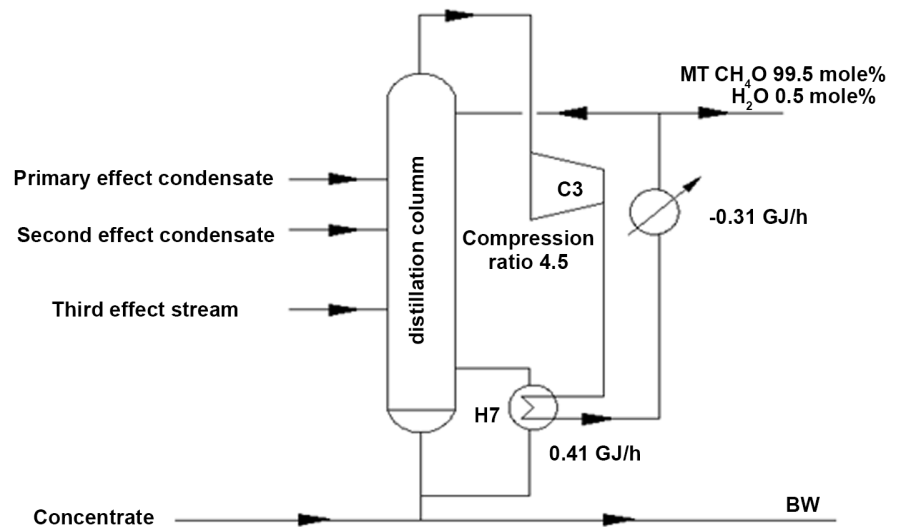 MT CH₄O 99.5 mole%
H₂O 0.5 mole%
Primary effect condensate
distillation columm
C3
-0.31 GJ/h
Second effect condensate
Compression
ratio 4.5
Third effect stream
H7
0.41 GJ/h
Concentrate
BW